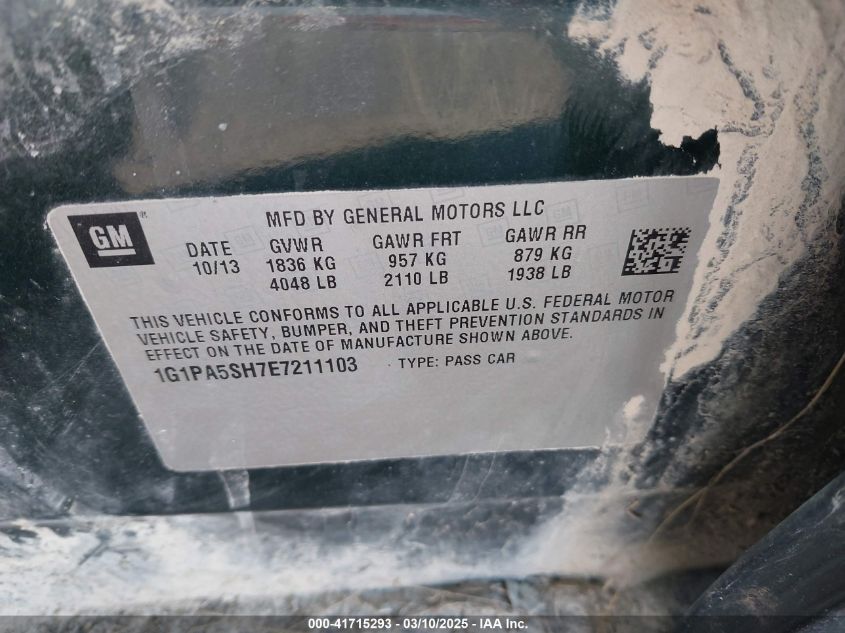 GM ®
MFD BY GENERAL MOTORS LLC
DATE GVWR GAWR FRT GAWR RR
10/13 1836 KG 957 KG 879 KG
4048 LB 2110 LB 1938 LB
THIS VEHICLE CONFORMS TO ALL APPLICABLE U.S. FEDERAL MOTOR
VEHICLE SAFETY, BUMPER, AND THEFT PREVENTION STANDARDS IN
EFFECT ON THE DATE OF MANUFACTURE SHOWN ABOVE.
1G1PA5SH7E7211103 TYPE: PASS CAR
000-41715293 - 03/10/2025 - IAA Inc.